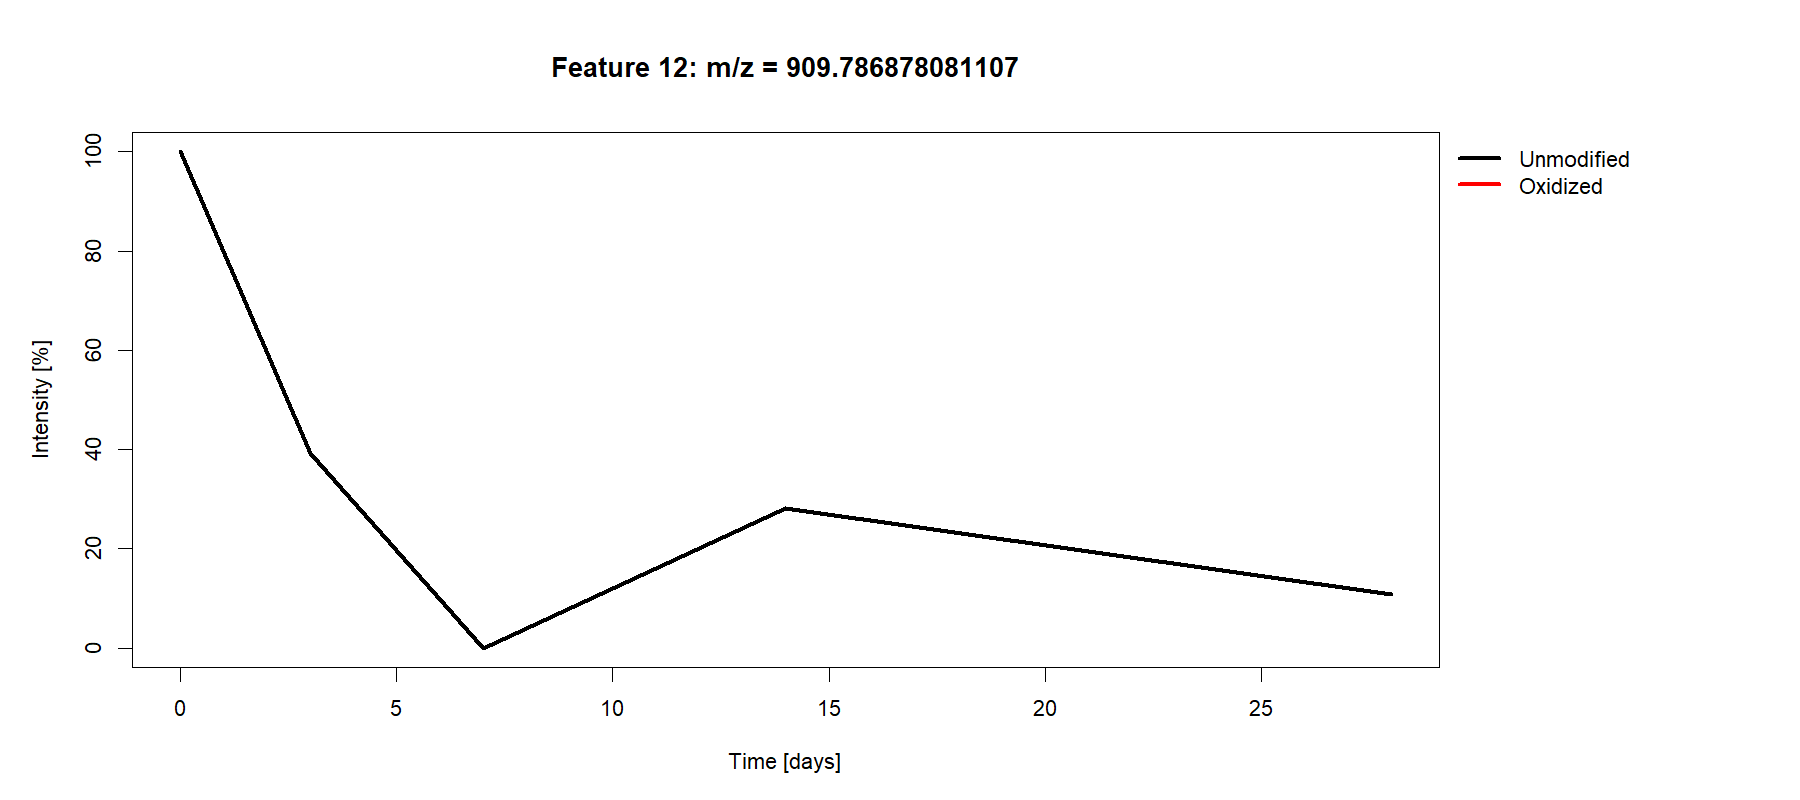 Feature 12: m/z = 909.786878081107
Unmodified
Oxidized
Intensity [%]
100
80
60
40
20
0
0 5 10 15 20 25
Time [days]